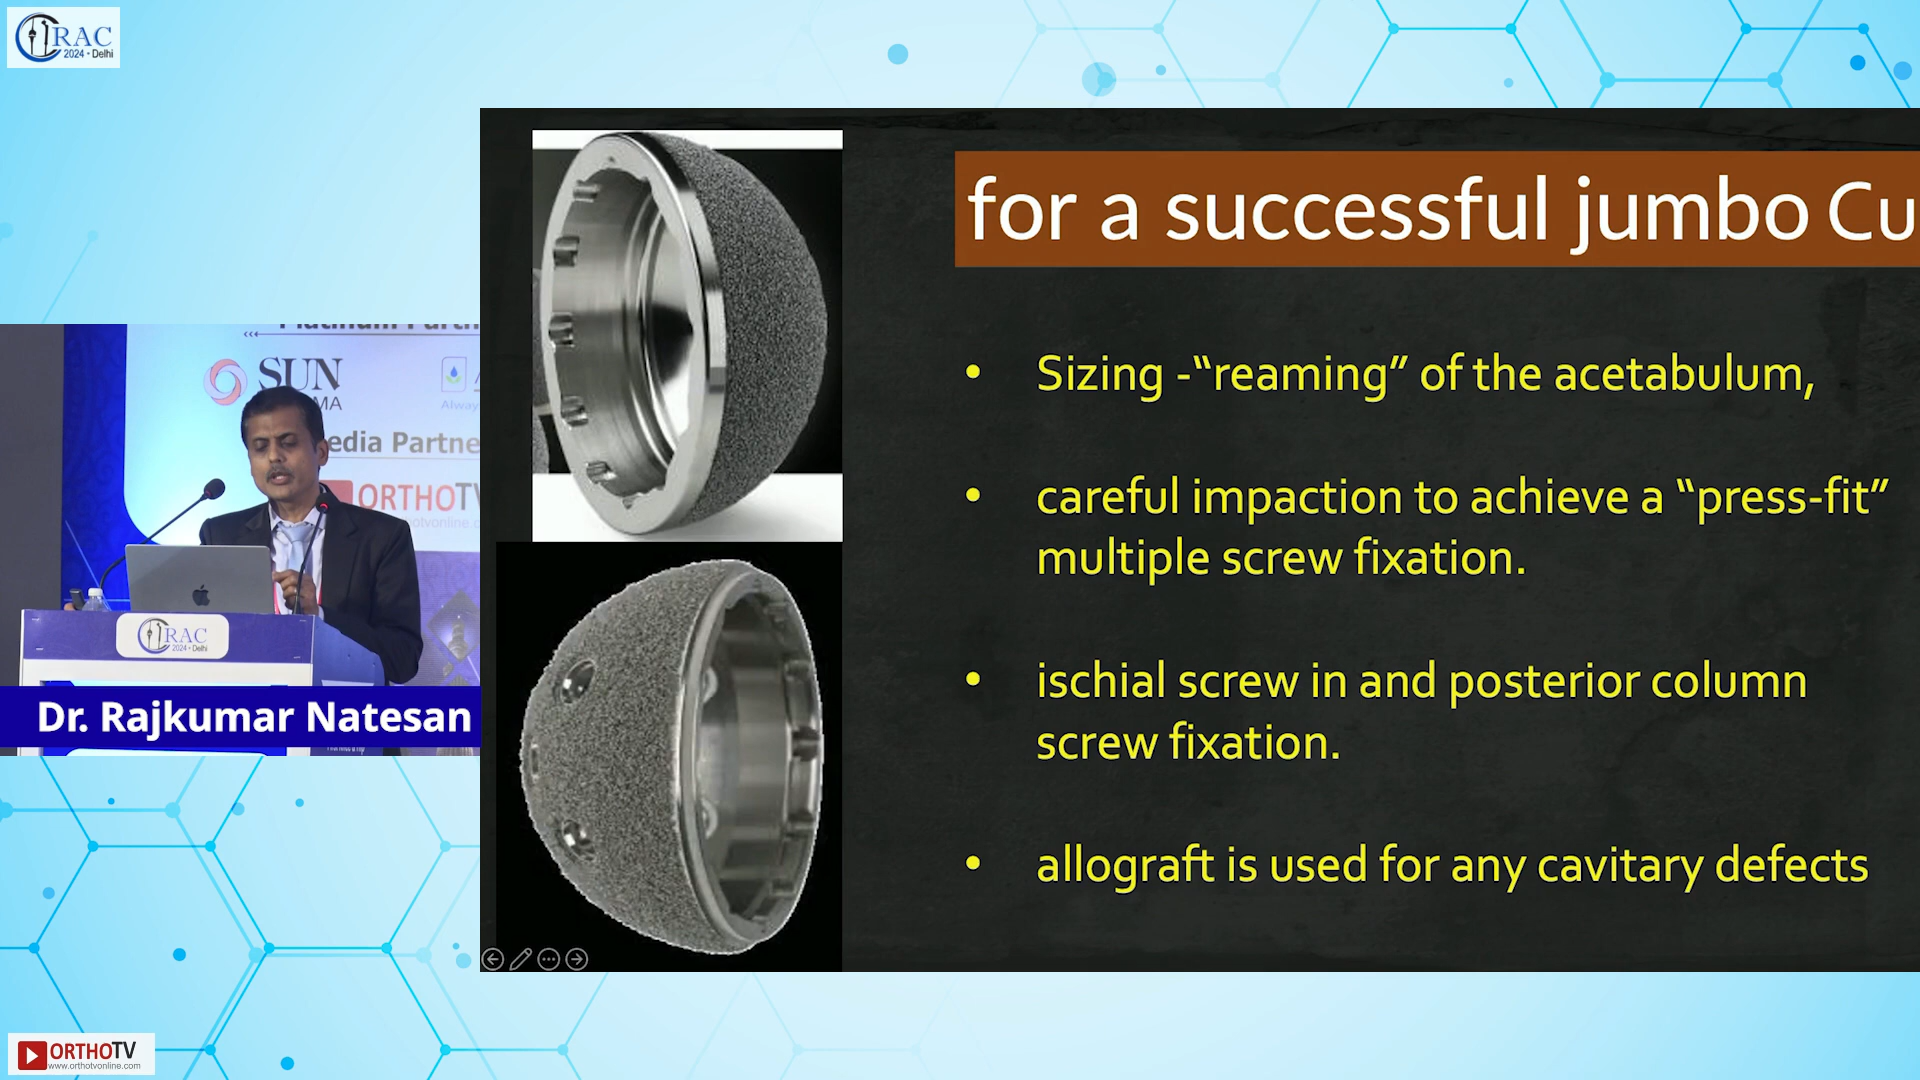 RAC
2024 • Delhi
for a successful jumbo Cu
• Sizing -“reaming” of the acetabulum,
• careful impaction to achieve a “press-fit”
multiple screw fixation.
• ischial screw in and posterior column
screw fixation.
• allograft is used for any cavitary defects
SUN
MA
Alway
edia Partne
ORTHOTV
RAC
2024 • Delhi
Dr. Rajkumar Natesan
ORTHOTV
www.orthotvonline.com